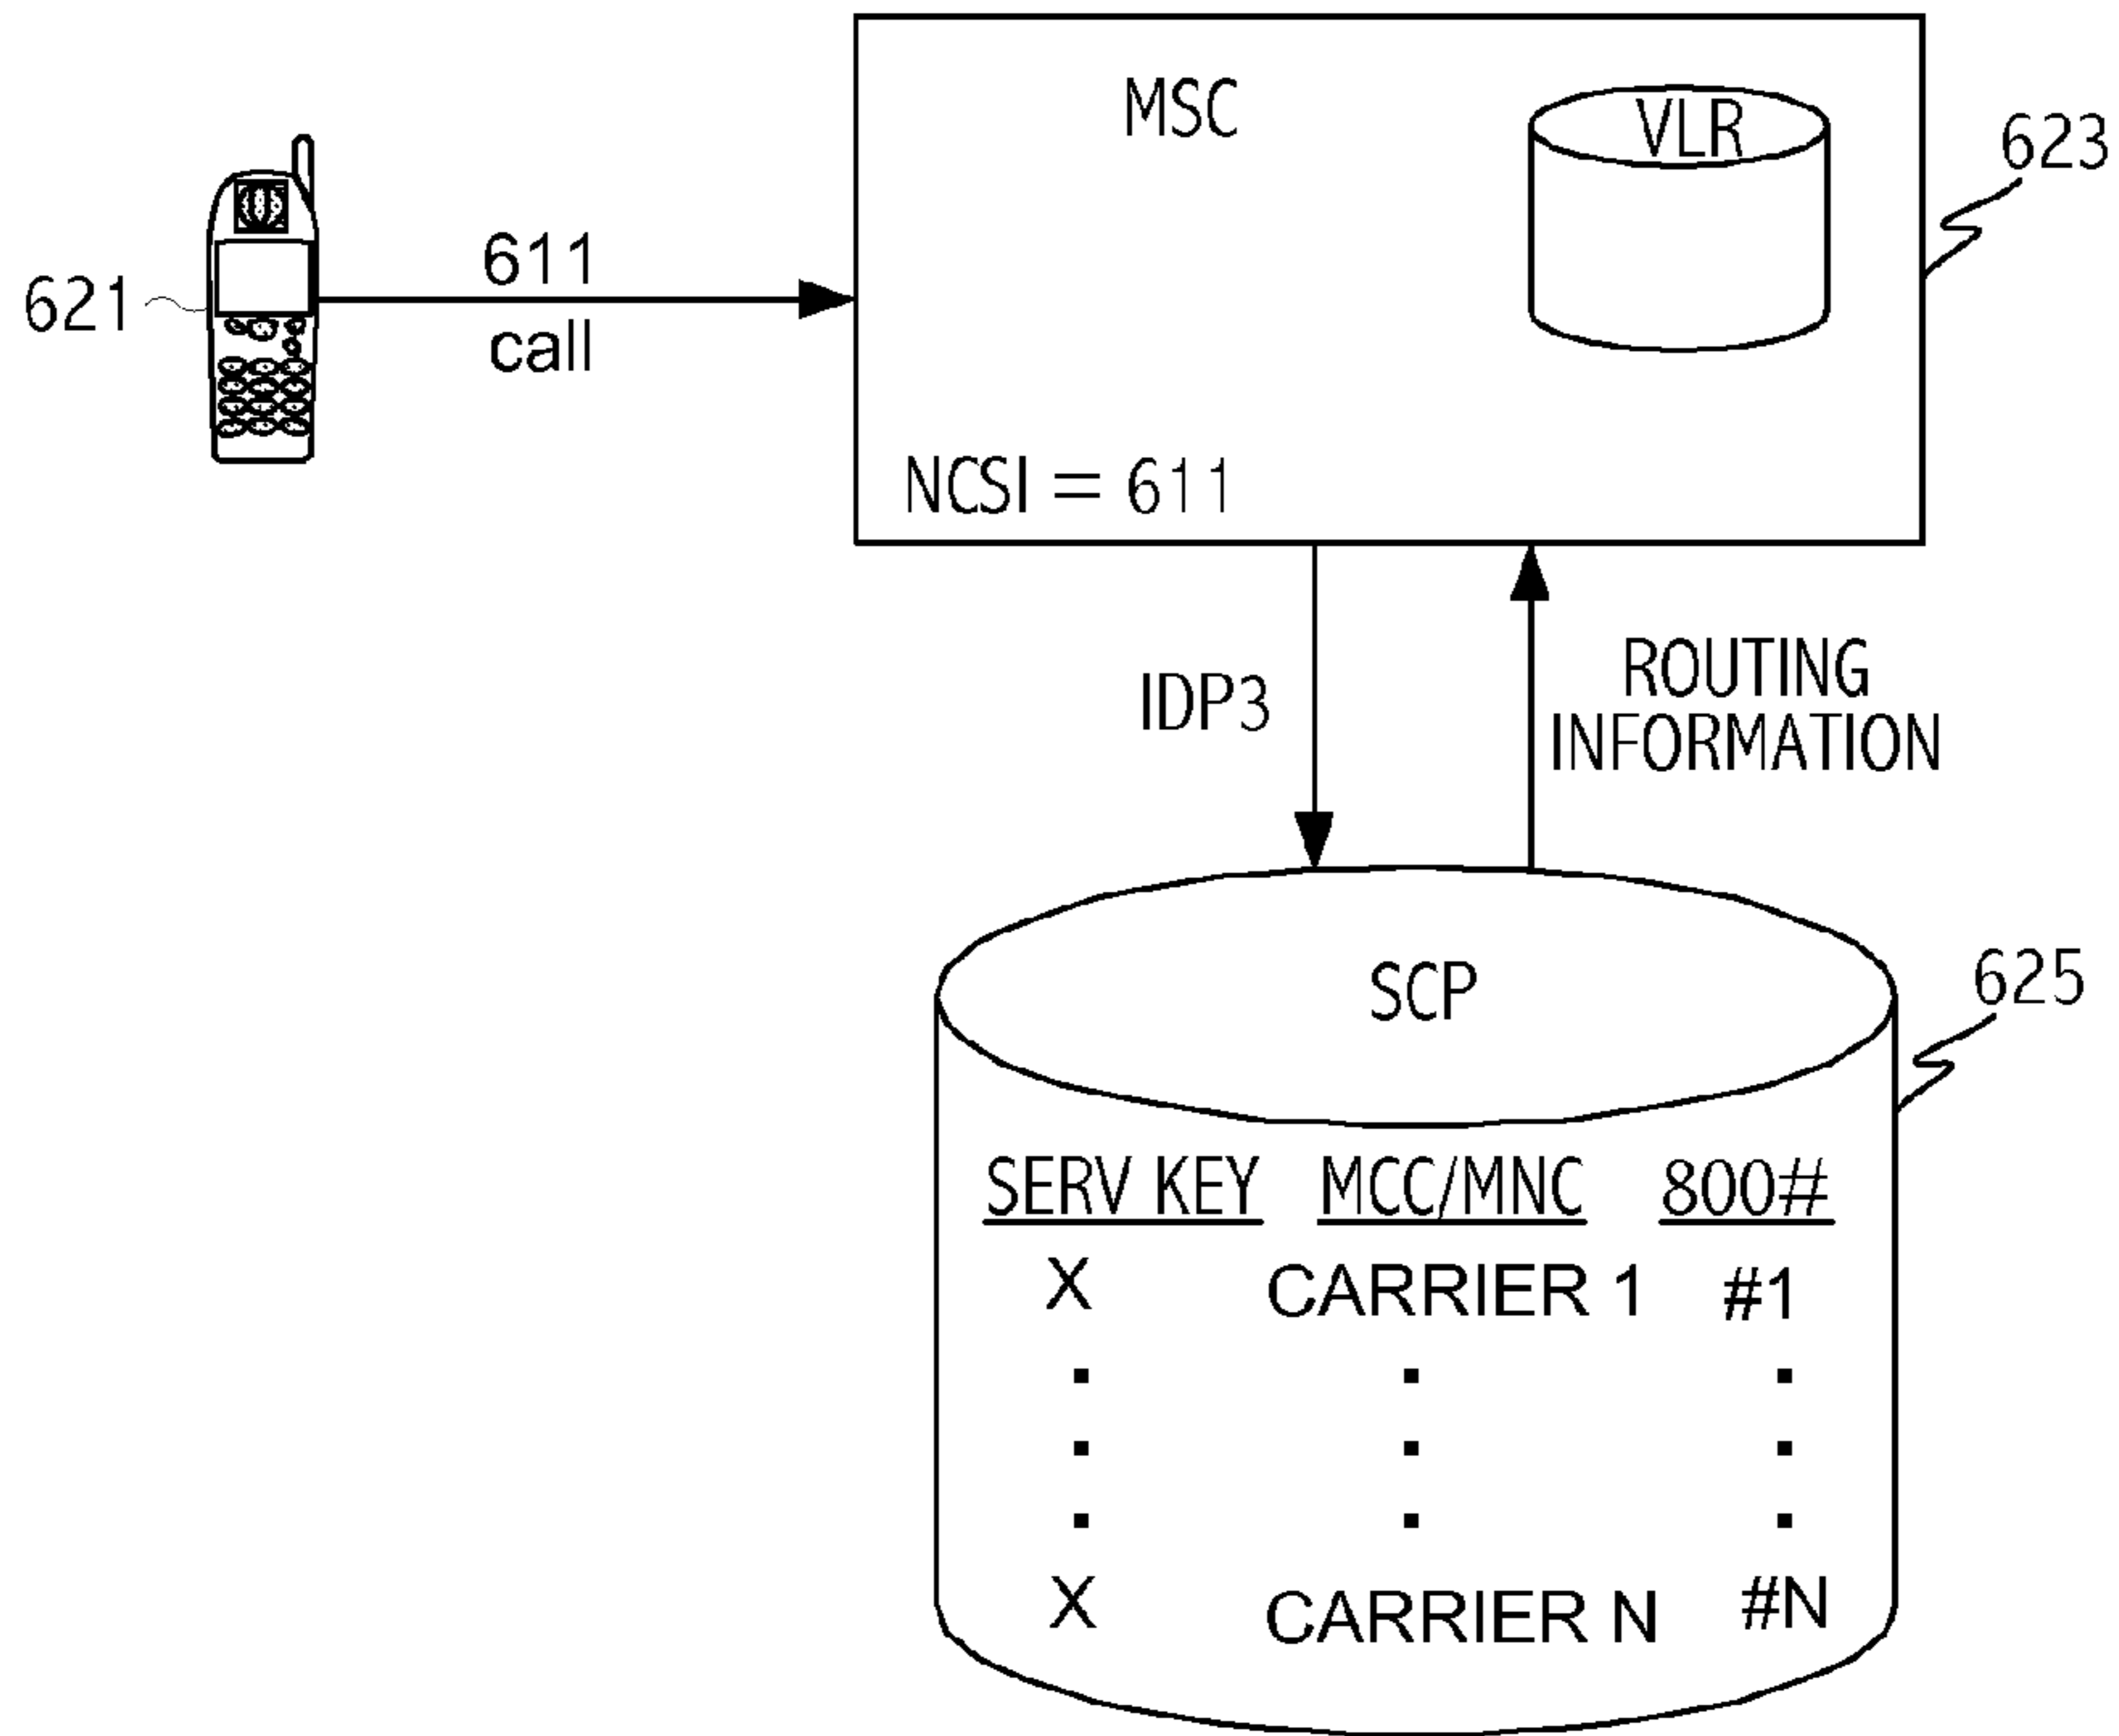 MSC
VLR
623
611
call
621
NCSI = 611
IDP3
ROUTING
INFORMATION
SCP
625
SERV KEY MCC/MNC 800#
X CARRIER 1 #1
X CARRIER N #N